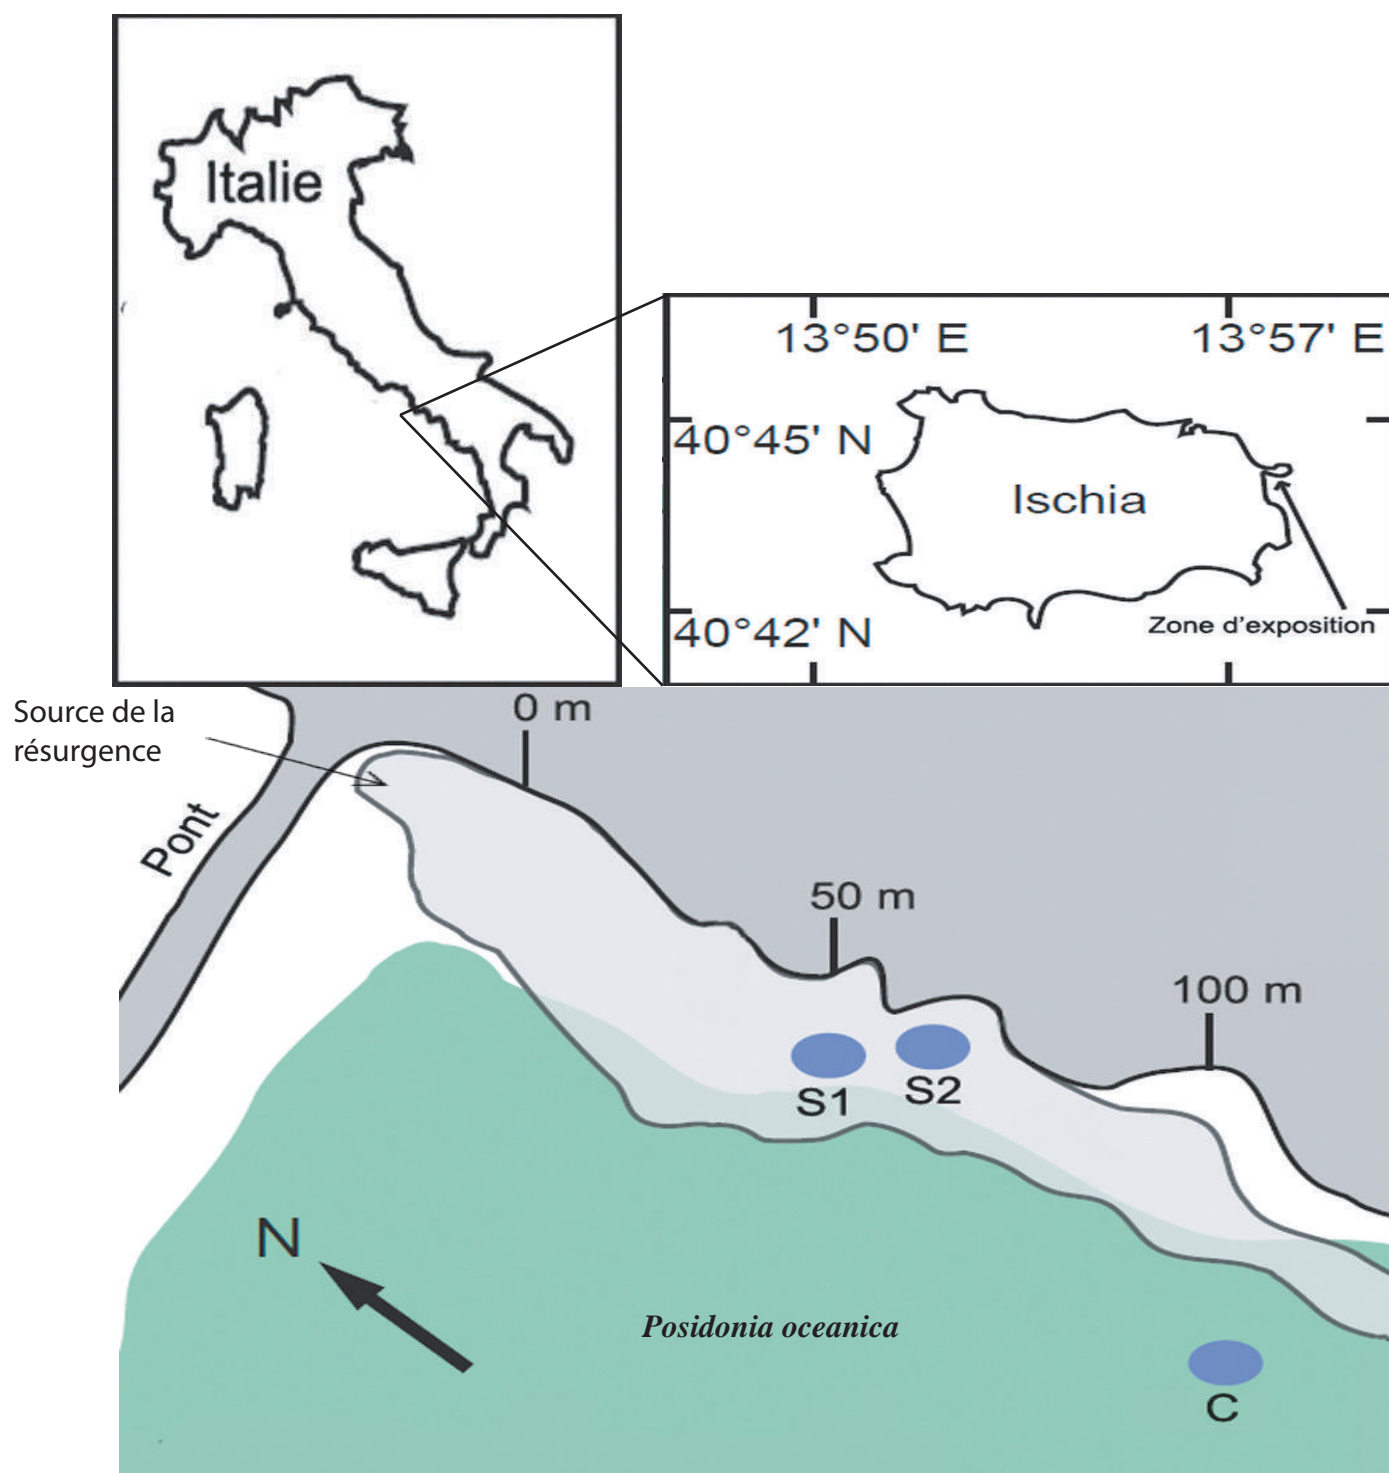 Italie
13°50' E
13°57' E
40°45' N
Ischia
40°42' N
Zone d'exposition
Source de la
résurgence
0 m
Pont
50 m
100 m
S1
S2
N
Posidonia oceanica
C